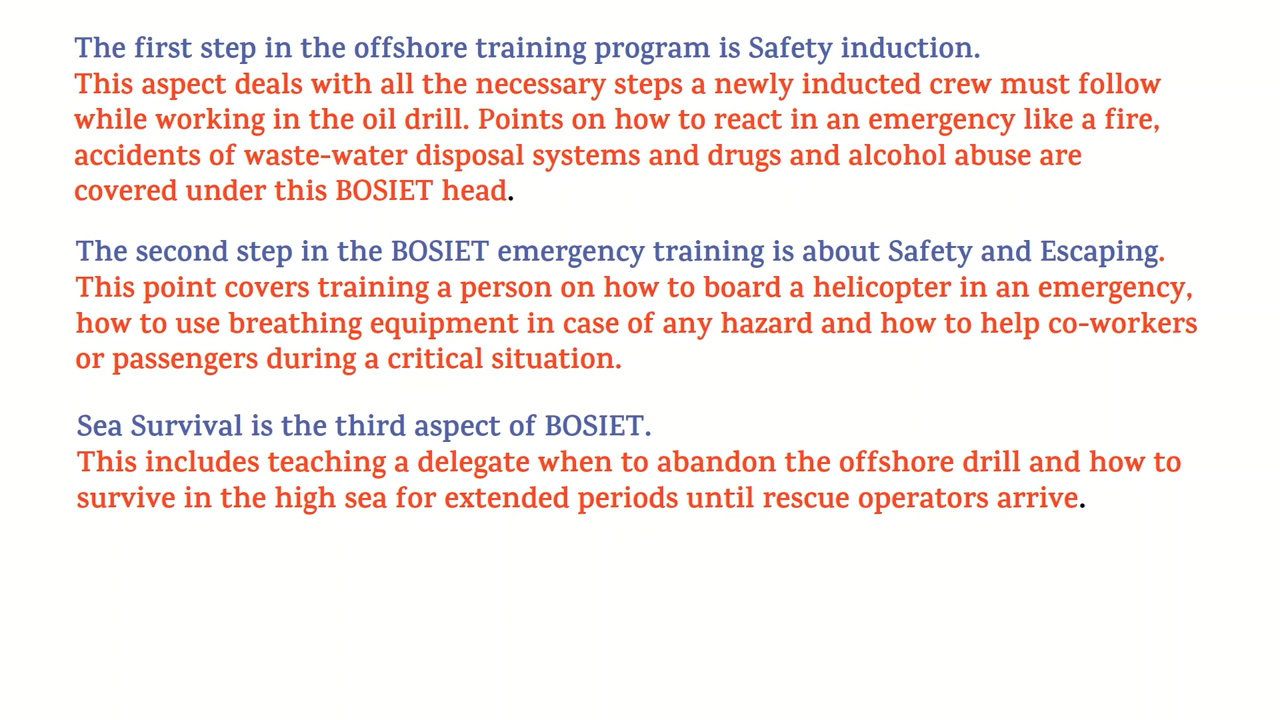 The first step in the offshore training program is Safety induction.
This aspect deals with all the necessary steps a newly inducted crew must follow
while working in the oil drill. Points on how to react in an emergency like a fire,
accidents of waste-water disposal systems and drugs and alcohol abuse are
covered under this BOSIET head.
The second step in the BOSIET emergency training is about Safety and Escaping.
This point covers training a person on how to board a helicopter in an emergency,
how to use breathing equipment in case of any hazard and how to help co-workers
or passengers during a critical situation.
Sea Survival is the third aspect of BOSIET.
This includes teaching a delegate when to abandon the offshore drill and how to
survive in the high sea for extended periods until rescue operators arrive.